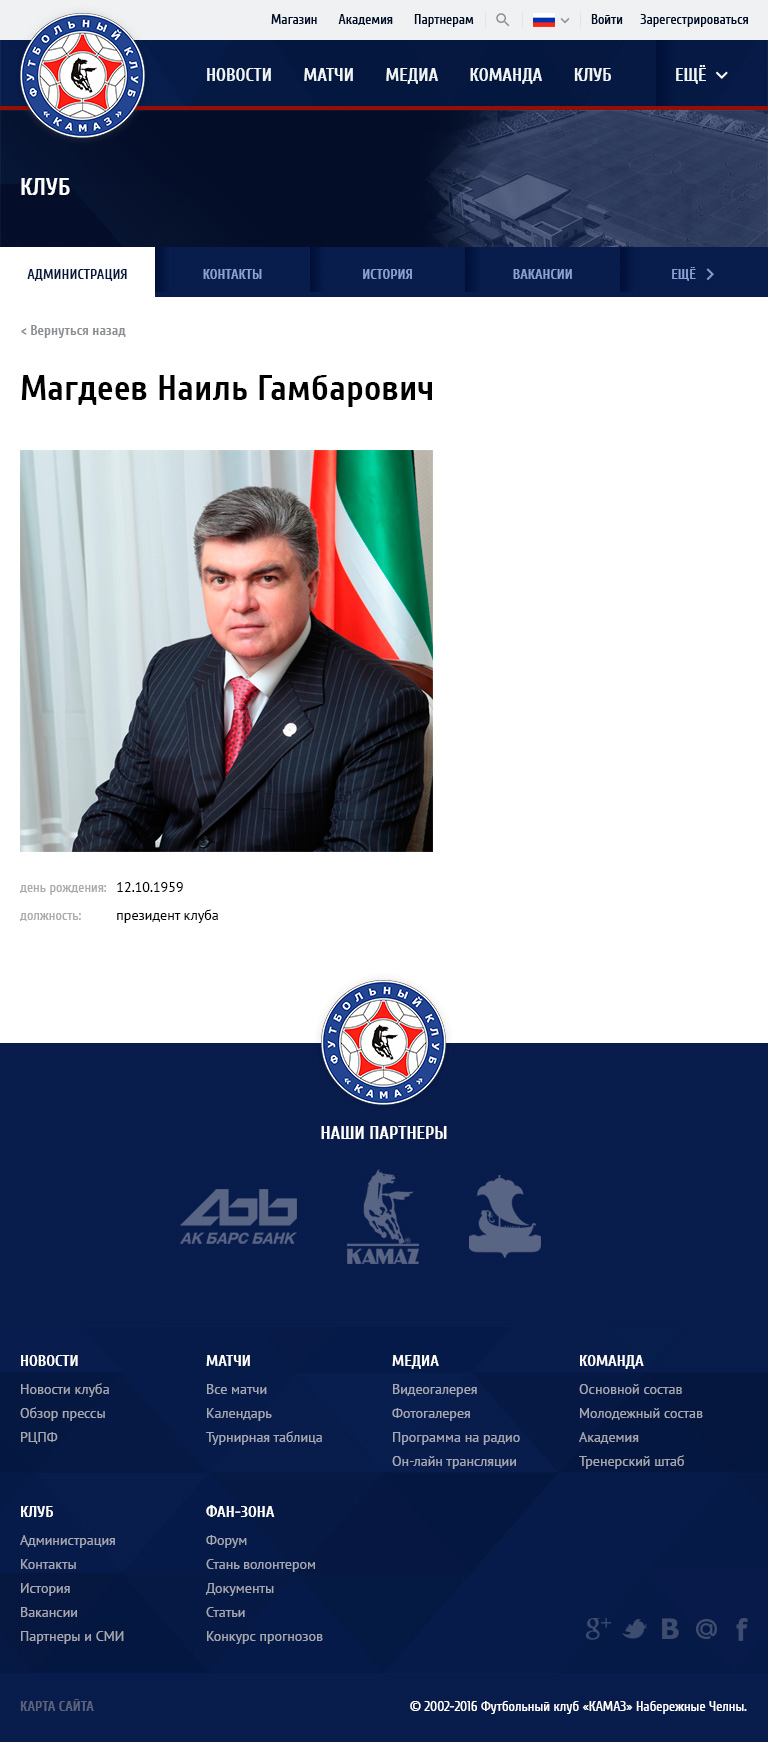 Магазин Академия Партнерам Войти Зарегестрироваться
ФУТБОЛЬНЫЙ КЛУБ «КАМАЗ»
НОВОСТИ МАТЧИ МЕДИА КОМАНДА КЛУБ ЕЩЁ
КЛУБ
АДМИНИСТРАЦИЯ КОНТАКТЫ ИСТОРИЯ ВАКАНСИИ ЕЩЁ
< Вернуться назад
Магдеев Наиль Гамбарович
день рождения: 12.10.1959
должность: президент клуба
ФУТБОЛЬНЫЙ КЛУБ «КАМАЗ»
НАШИ ПАРТНЕРЫ
АК БАРС БАНК
KAMAZ
НОВОСТИ МАТЧИ МЕДИА КОМАНДА
Новости клуба Все матчи Видеогалерея Основной состав
Обзор прессы Календарь Фотогалерея Молодежный состав
РЦПФ Турнирная таблица Программа на радио Академия
Он-лайн трансляции Тренерский штаб
КЛУБ ФАН-ЗОНА
Администрация Форум
Контакты Стань волонтером
История Документы
Вакансии Статьи
Партнеры и СМИ Конкурс прогнозов
g+ B @ f
КАРТА САЙТА © 2002-2016 Футбольный клуб «КАМАЗ» Набережные Челны.